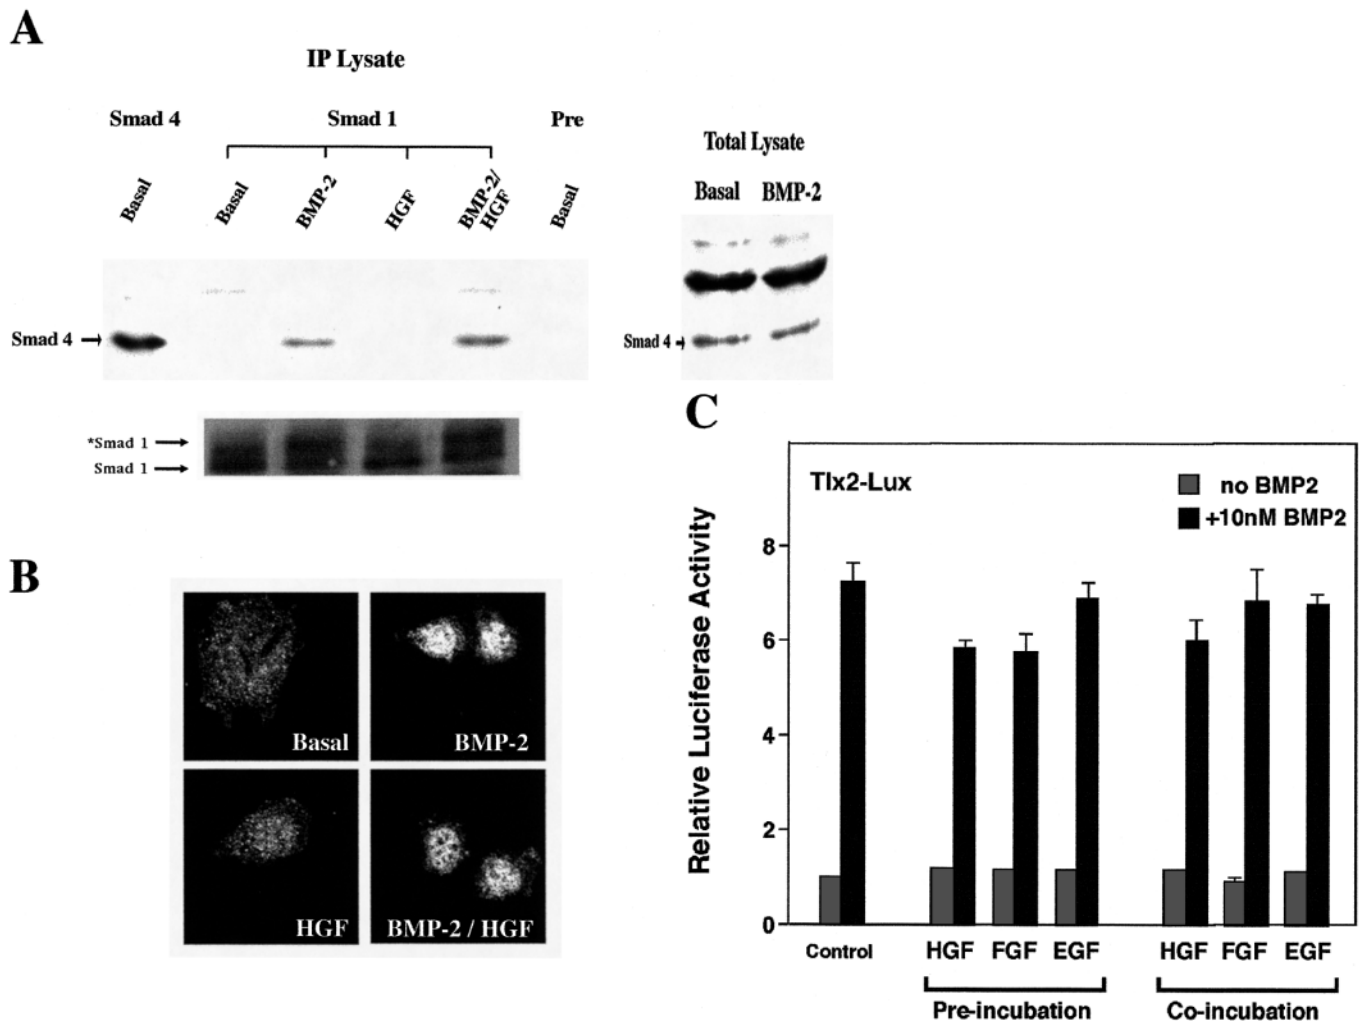 A
IP Lysate
Smad 4
Smad 1
Pre
Basal
Basal
BMP-2
HGF
BMP-2/
HGF
Basal
Smad 4
*Smad 1
Smad 1
Total Lysate
Basal BMP-2
Smad 4
B
Basal
BMP-2
HGF
BMP-2 / HGF
C
Tlx2-Lux
no BMP2
+10nM BMP2
Relative Luciferase Activity
8
6
4
2
0
Control
HGF FGF EGF
HGF FGF EGF
Pre-incubation
Co-incubation